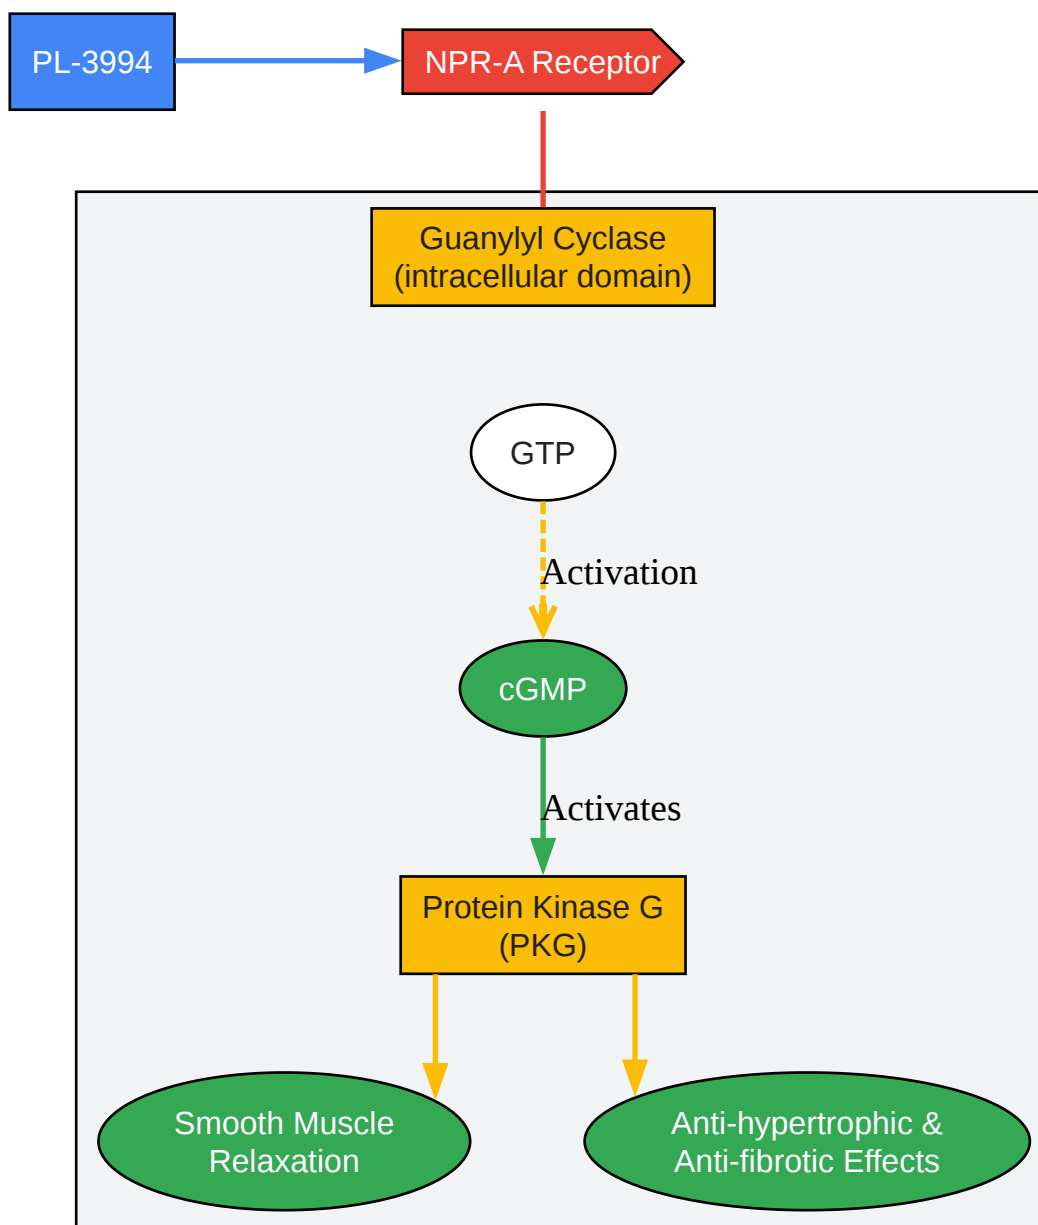 PL-3994
NPR-A Receptor
Guanylyl Cyclase
(intracellular domain)
GTP
Activation
cGMP
Activates
Protein Kinase G
(PKG)
Smooth Muscle
Relaxation
Anti-hypertrophic &
Anti-fibrotic Effects